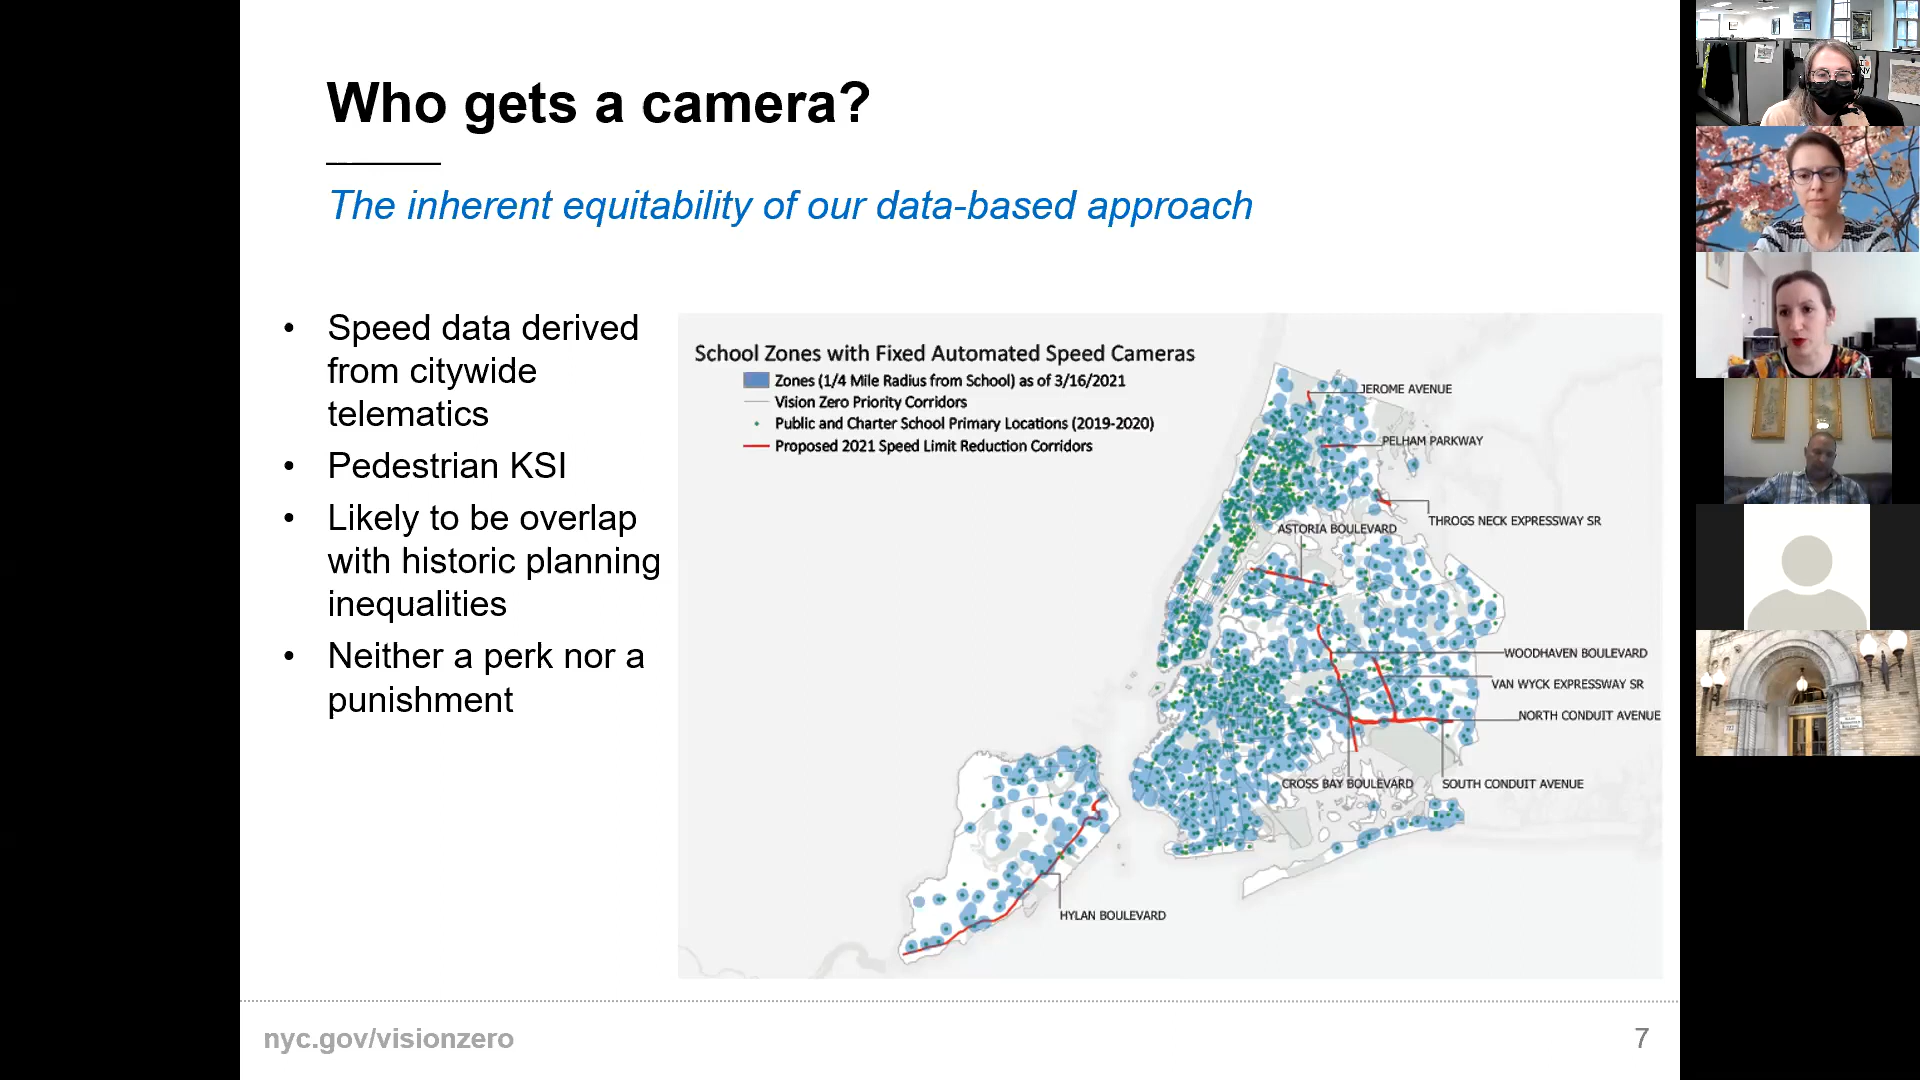 Who gets a camera?
The inherent equitability of our data-based approach
• Speed data derived
from citywide
telematics
• Pedestrian KSI
• Likely to be overlap
with historic planning
inequalities
• Neither a perk nor a
punishment
School Zones with Fixed Automated Speed Cameras
Zones (1/4 Mile Radius from School) as of 3/16/2021
Vision Zero Priority Corridors
Public and Charter School Primary Locations (2019-2020)
Proposed 2021 Speed Limit Reduction Corridors
JEROME AVENUE
PELHAM PARKWAY
THROGS NECK EXPRESSWAY SR
ASTORIA BOULEVARD
WOODHAVEN BOULEVARD
VAN WYCK EXPRESSWAY SR
NORTH CONDUIT AVENUE
CROSS BAY BOULEVARD
SOUTH CONDUIT AVENUE
HYLAN BOULEVARD
nyc.gov/visionzero
7